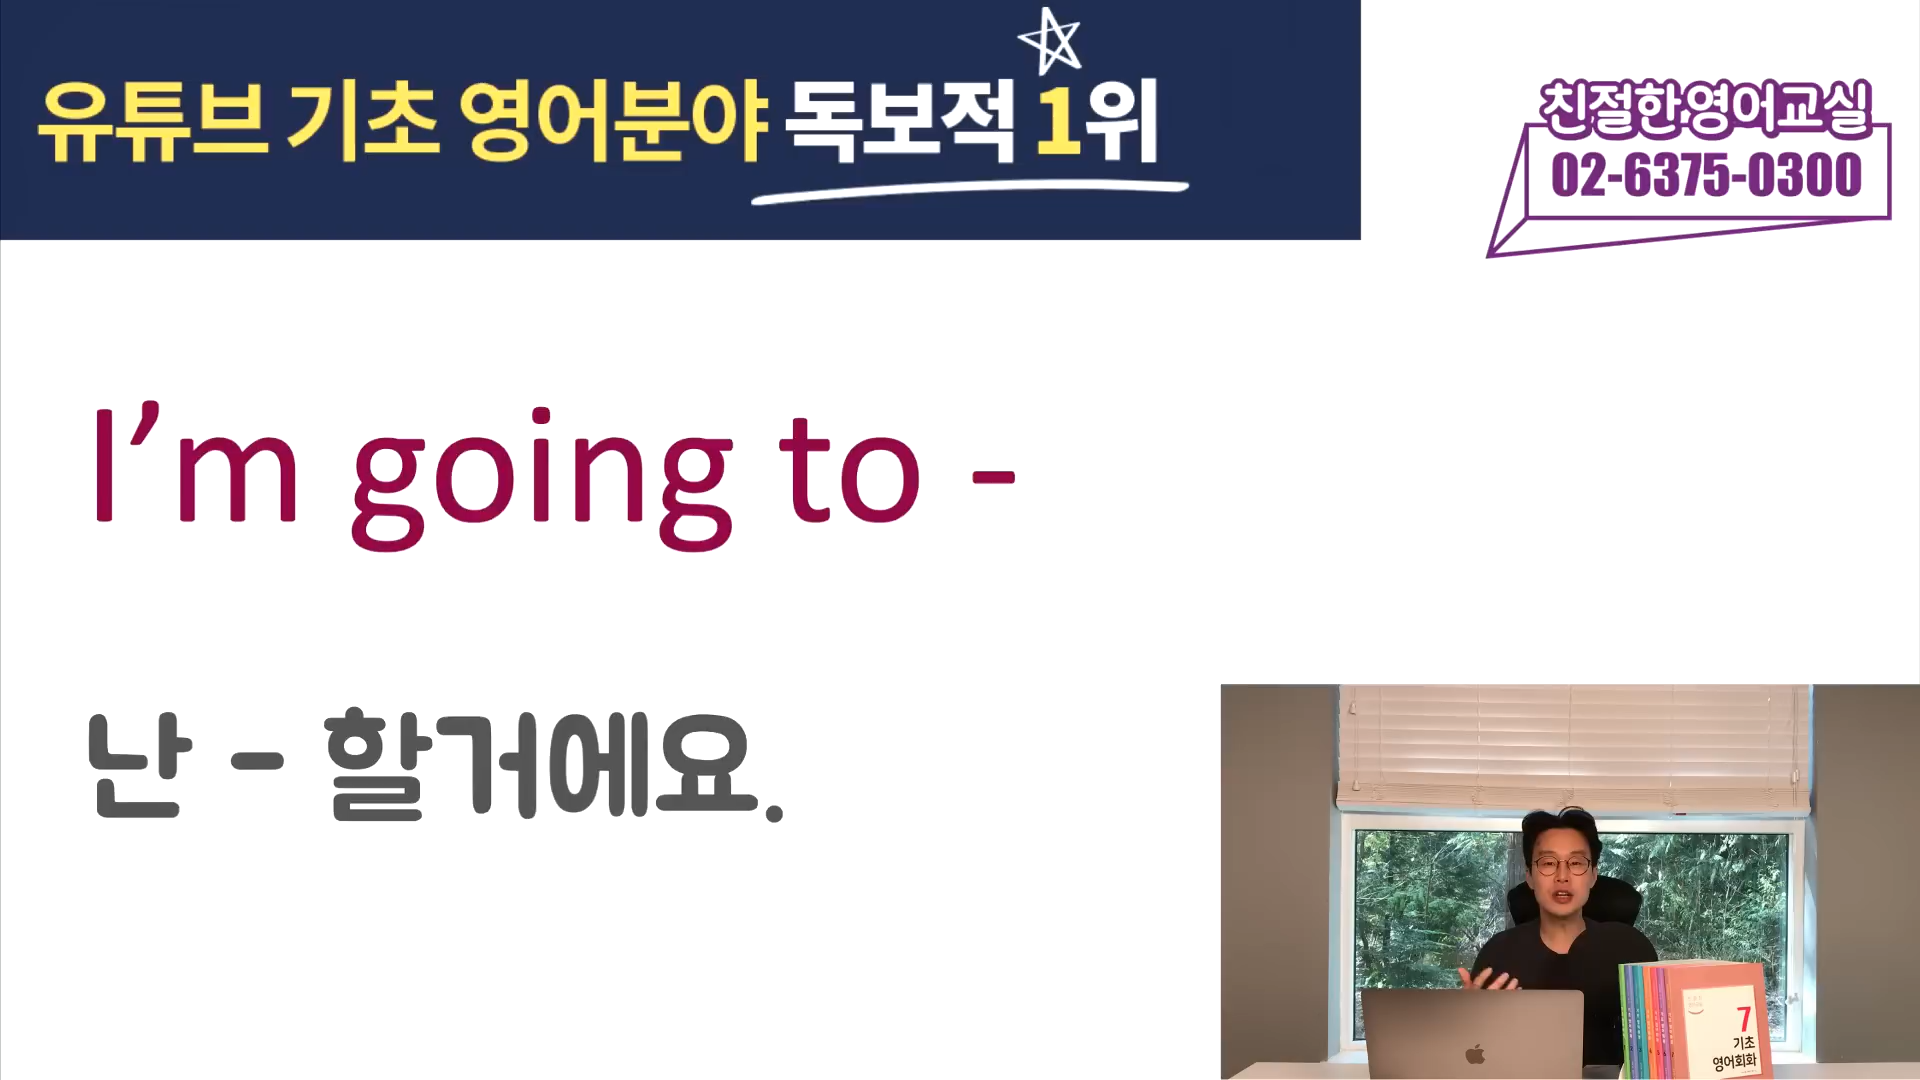 유튜브 기초 영어분야 독보적 1위
친절한영어교실
02-6375-0300
I’m going to -
난 - 할거에요.
7
기초
영어회화